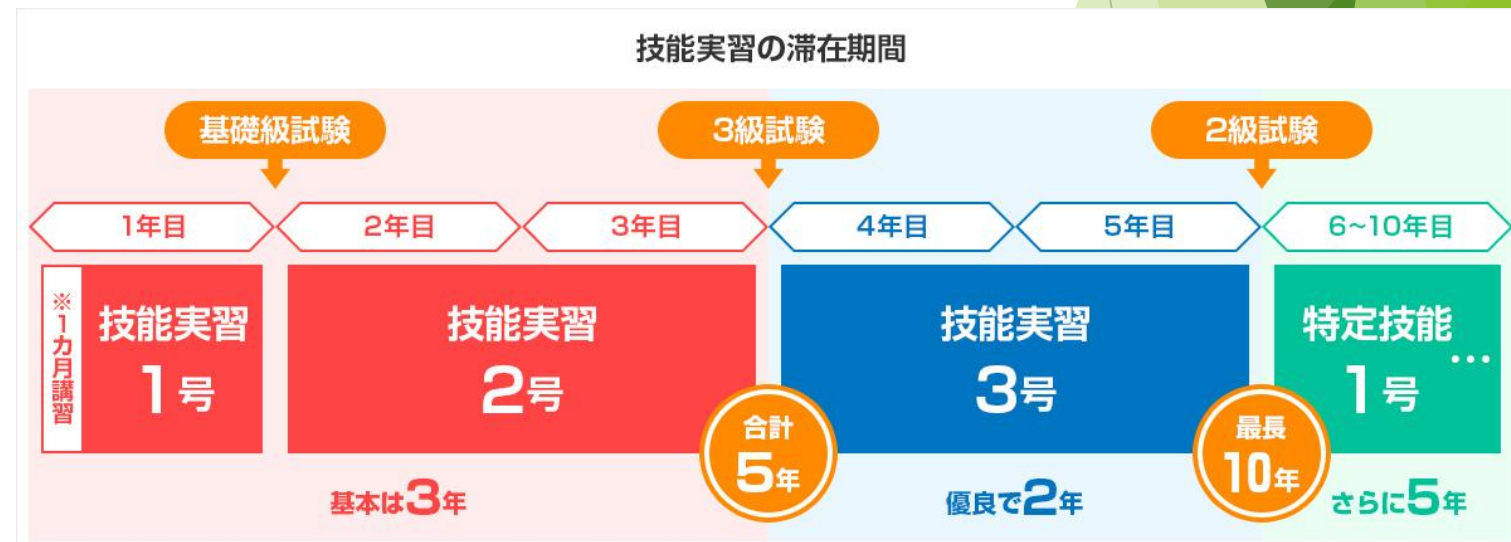 技能実習の滞在期間
基礎級試験
3級試験
2級試験
1年目
2年目
3年目
4年目
5年目
6~10年目
※1カ月講習
技能実習
1号
技能実習
2号
技能実習
3号
特定技能
1号
…
合計
5年
最長
10年
基本は3年
優良で2年
さらに5年